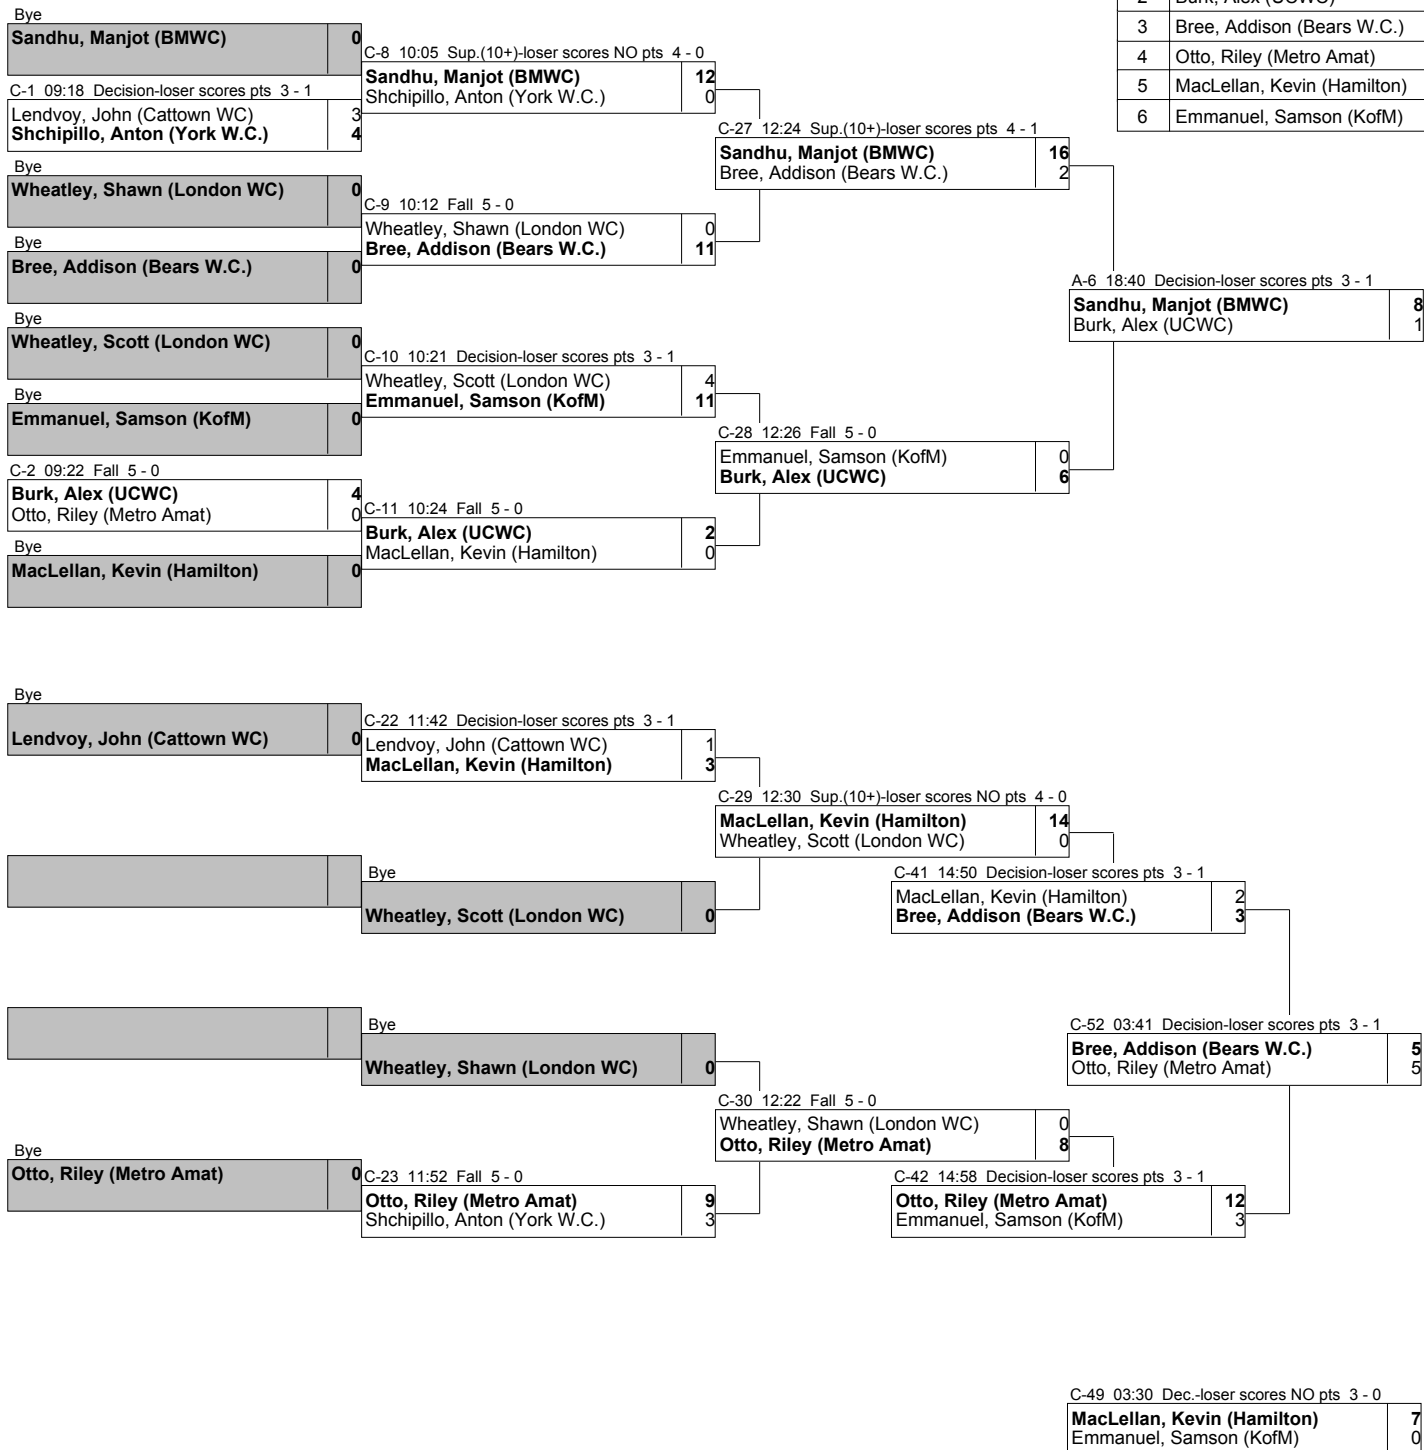 2 Burk, Alex (UCWC)
3 Bree, Addison (Bears W.C.)
4 Otto, Riley (Metro Amat)
5 MacLellan, Kevin (Hamilton)
6 Emmanuel, Samson (KofM)
Bye
Sandhu, Manjot (BMWC) 0
C-1 09:18 Decision-loser scores pts 3 - 1
Lendvoy, John (Cattown WC) 3
Shchipillo, Anton (York W.C.) 4
Bye
Wheatley, Shawn (London WC) 0
Bye
Bree, Addison (Bears W.C.) 0
Bye
Wheatley, Scott (London WC) 0
Bye
Emmanuel, Samson (KofM) 0
C-2 09:22 Fall 5 - 0
Burk, Alex (UCWC) 4
Otto, Riley (Metro Amat) 0
Bye
MacLellan, Kevin (Hamilton) 0
C-8 10:05 Sup.(10+)-loser scores NO pts 4 - 0
Sandhu, Manjot (BMWC) 12
Shchipillo, Anton (York W.C.) 0
C-9 10:12 Fall 5 - 0
Wheatley, Shawn (London WC) 0
Bree, Addison (Bears W.C.) 11
C-10 10:21 Decision-loser scores pts 3 - 1
Wheatley, Scott (London WC) 4
Emmanuel, Samson (KofM) 11
C-11 10:24 Fall 5 - 0
Burk, Alex (UCWC) 2
MacLellan, Kevin (Hamilton) 0
C-27 12:24 Sup.(10+)-loser scores pts 4 - 1
Sandhu, Manjot (BMWC) 16
Bree, Addison (Bears W.C.) 2
C-28 12:26 Fall 5 - 0
Emmanuel, Samson (KofM) 0
Burk, Alex (UCWC) 6
A-6 18:40 Decision-loser scores pts 3 - 1
Sandhu, Manjot (BMWC) 8
Burk, Alex (UCWC) 1
Bye
Lendvoy, John (Cattown WC) 0
C-22 11:42 Decision-loser scores pts 3 - 1
Lendvoy, John (Cattown WC) 1
MacLellan, Kevin (Hamilton) 3
Bye
Wheatley, Scott (London WC) 0
C-29 12:30 Sup.(10+)-loser scores NO pts 4 - 0
MacLellan, Kevin (Hamilton) 14
Wheatley, Scott (London WC) 0
C-41 14:50 Decision-loser scores pts 3 - 1
MacLellan, Kevin (Hamilton) 2
Bree, Addison (Bears W.C.) 3
Bye
Wheatley, Shawn (London WC) 0
Bye
Otto, Riley (Metro Amat) 0
C-23 11:52 Fall 5 - 0
Otto, Riley (Metro Amat) 9
Shchipillo, Anton (York W.C.) 3
C-30 12:22 Fall 5 - 0
Wheatley, Shawn (London WC) 0
Otto, Riley (Metro Amat) 8
C-42 14:58 Decision-loser scores pts 3 - 1
Otto, Riley (Metro Amat) 12
Emmanuel, Samson (KofM) 3
C-52 03:41 Decision-loser scores pts 3 - 1
Bree, Addison (Bears W.C.) 5
Otto, Riley (Metro Amat) 5
C-49 03:30 Dec.-loser scores NO pts 3 - 0
MacLellan, Kevin (Hamilton) 7
Emmanuel, Samson (KofM) 0